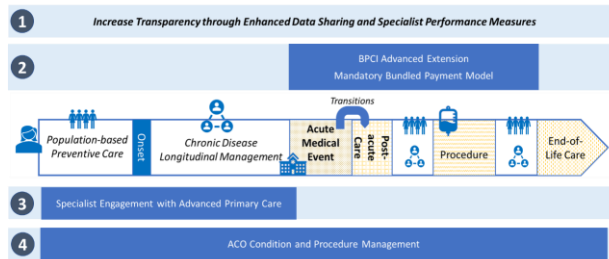 1
Increase Transparency through Enhanced Data Sharing and Specialist Performance Measures
2
BPCI Advanced Extension
Mandatory Bundled Payment Model
Transitions
Population-based
Preventive Care
Onset
Chronic Disease
Longitudinal Management
Acute
Medical
Event
Post-
acute
Care
Procedure
End-of-
Life Care
3
Specialist Engagement with Advanced Primary Care
4
ACO Condition and Procedure Management